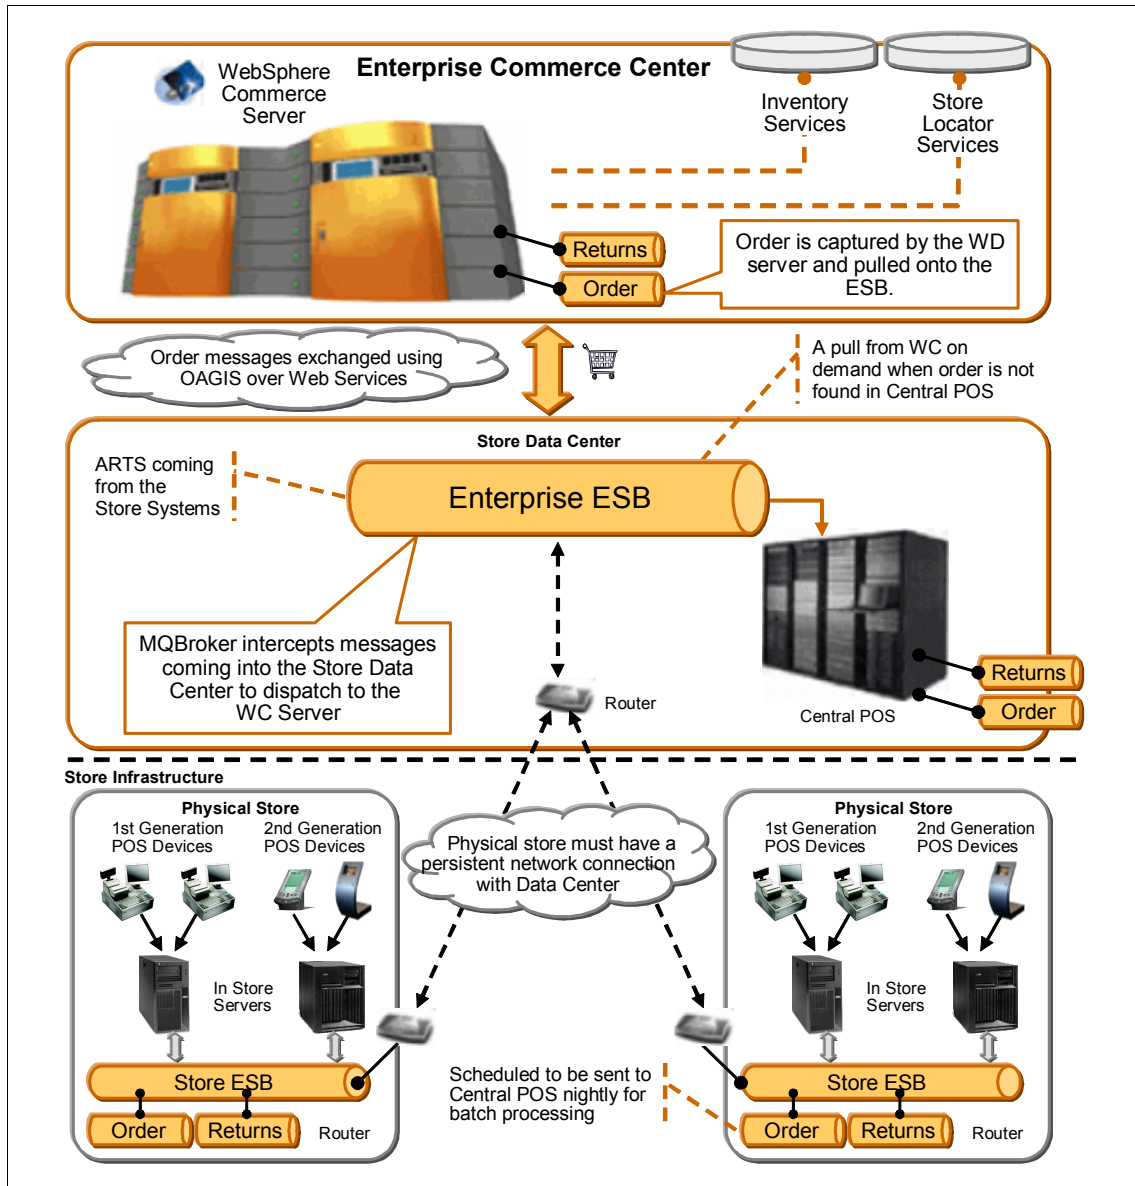 WebSphere
Commerce
Server
Enterprise Commerce Center
Inventory
Services
Store
Locator
Services
Returns
Order
Order is captured by the WD
server and pulled onto the
ESB.
Order messages exchanged using
OAGIS over Web Services
A pull from WC on
demand when order is not
found in Central POS
Store Data Center
ARTS coming
from the
Store Systems
Enterprise ESB
MQBroker intercepts messages
coming into the Store Data
Center to dispatch to the
WC Server
Router
Central POS
Returns
Order
Store Infrastructure
Physical Store
1st Generation
POS Devices
2nd Generation
POS Devices
In Store
Servers
Store ESB
Order
Returns
Router
Physical store must have a
persistent network connection
with Data Center
Scheduled to be sent to
Central POS nightly for
batch processing
Physical Store
1st Generation
POS Devices
2nd Generation
POS Devices
In Store
Servers
Store ESB
Order
Returns
Router